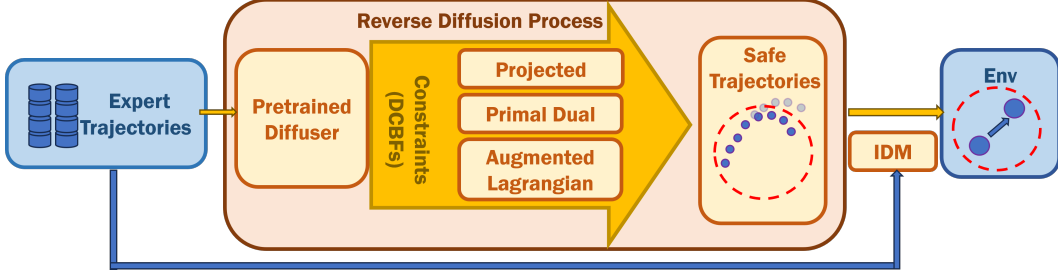 Reverse Diffusion Process
Expert
Trajectories
Pretrained
Diffuser
Constraints
(DCBFs)
Projected
Primal Dual
Augmented
Lagrangian
Safe
Trajectories
IDM
Env